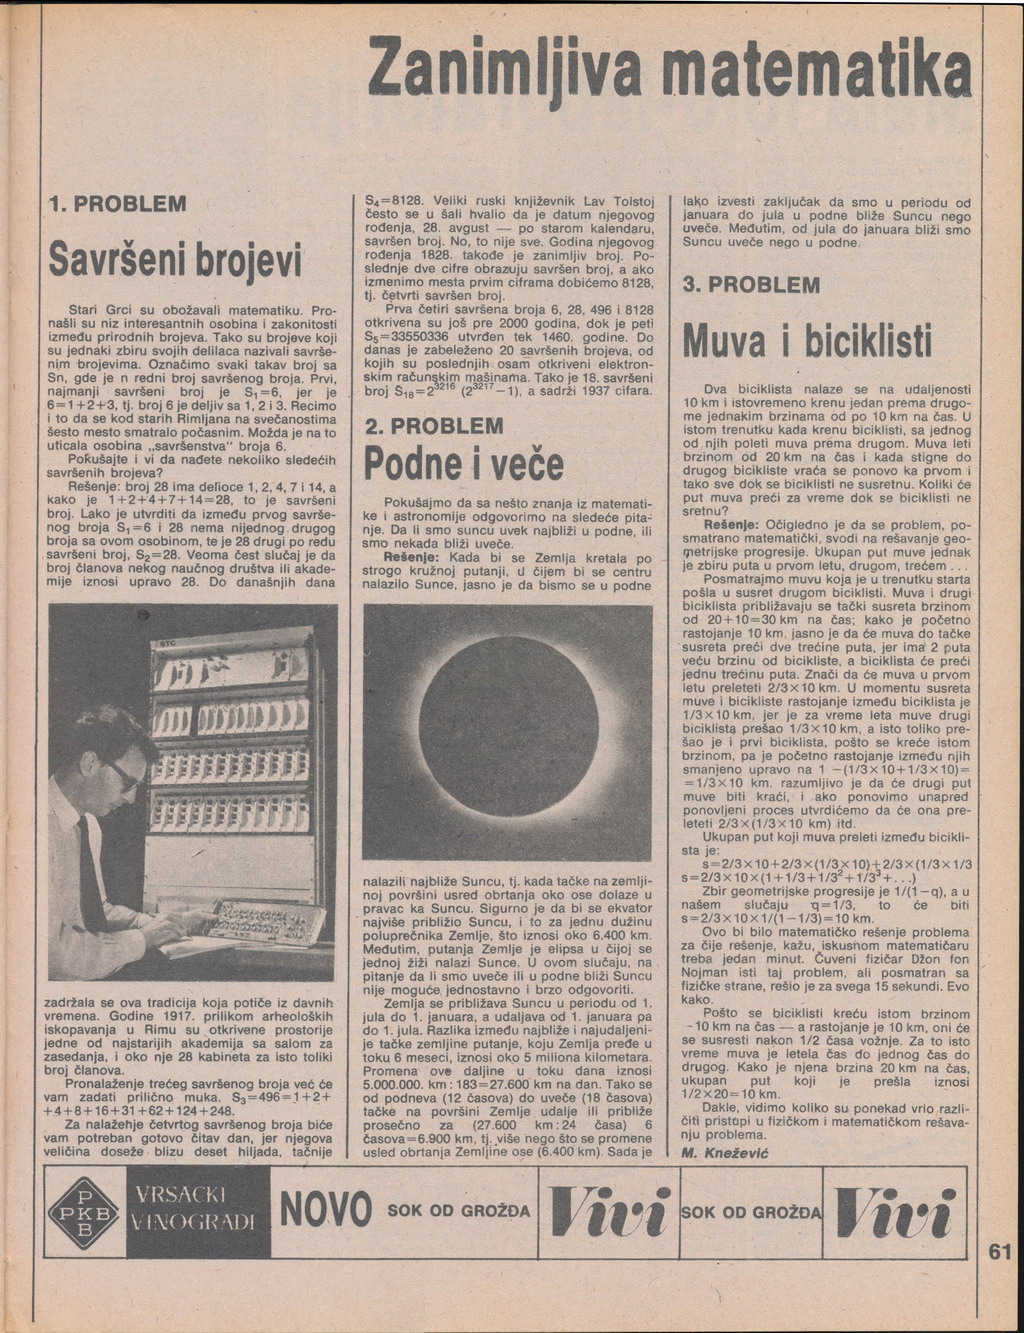 Zanimljiva matematika
1. PROBLEM
Savršeni brojevi
Stari Grci su obožavali matematiku. Pro-
našli su niz interesantnih osobina i zakonitosti
između prirodnih brojeva. Tako su brojeve koji
su jednaki zbiru svojih delilaca nazivali savrše-
nim brojevima. Označimo svaki takav broj sa
Sn, gde je n redni broj savršenog broja. Prvi,
najmanji savršeni broj je S₁=6, jer je
6=1+2+3, tj. broj 6 je deljiv sa 1, 2 i 3. Recimo
i to da se kod starih Rimljana na svečanostima
šesto mesto smatralo počasnim. Možda je na to
uticala osobina „savršenstva" broja 6.
Pokušajte i vi da nađete nekoliko sledećih
savršenih brojeva?
Rešenje: broj 28 ima delioce 1, 2, 4, 7 i 14, a
kako je 1+2+4+7+14=28, to je savršeni
broj. Lako je utvrditi da između prvog savrše-
nog broja S₁=6 i 28 nema nijednog drugog
broja sa ovom osobinom, te je 28 drugi po redu
savršeni broj, S₂=28. Veoma čest slučaj je da
broj članova nekog naučnog društva ili akade-
mije iznosi upravo 28. Do današnjih dana
STC
zadržala se ova tradicija koja potiče iz davnih
vremena. Godine 1917. prilikom arheoloških
iskopavanja u Rimu su otkrivene prostorije
jedne od najstarijih akademija sa salom za
zasedanja, i oko nje 28 kabineta za isto toliki
broj članova.
Pronalaženje trećeg savršenog broja već će
vam zadati prilično muka. S₃=496=1+2+
+4+8+16+31+62+124+248.
Za nalaženje četvrtog savršenog broja biće
vam potreban gotovo čitav dan, jer njegova
veličina doseže blizu deset hiljada, tačnije
S₄=8128. Veliki ruski književnik Lav Tolstoj
često se u šali hvalio da je datum njegovog
rođenja, 28. avgust — po starom kalendaru,
savršen broj. No, to nije sve. Godina njegovog
rođenja 1828. takođe je zanimljiv broj. Po-
slednje dve cifre obrazuju savršen broj, a ako
izmenimo mesta prvim ciframa dobićemo 8128,
tj. četvrti savršen broj.
Prva četiri savršena broja 6, 28, 496 i 8128
otkrivena su još pre 2000 godina, dok je peti
S₅=33550336 utvrđen tek 1460. godine. Do
danas je zabeleženo 20 savršenih brojeva, od
kojih su poslednjih osam otkriveni elektron-
skim računskim mašinama. Tako je 18. savršeni
broj S₁₈=2³²¹⁶ (2³²¹⁷−1), a sadrži 1937 cifara.
2. PROBLEM
Podne i veče
Pokušajmo da sa nešto znanja iz matemati-
ke i astronomije odgovorimo na sledeće pita-
nje. Da li smo suncu uvek najbliži u podne, ili
smo nekada bliži uveče.
Rešenje: Kada bi se Zemlja kretala po
strogo kružnoj putanji, u čijem bi se centru
nalazilo Sunce, jasno je da bismo se u podne
nalazili najbliže Suncu, tj. kada tačke na zemlji-
noj površini usred obrtanja oko ose dolaze u
pravac ka Suncu. Sigurno je da bi se ekvator
najviše približio Suncu, i to za jednu dužinu
poluprečnika Zemlje, što iznosi oko 6.400 km.
Međutim, putanja Zemlje je elipsa u čijoj se
jednoj žiži nalazi Sunce. U ovom slučaju, na
pitanje da li smo uveče ili u podne bliži Suncu
nije moguće jednostavno i brzo odgovoriti.
Zemlja se približava Suncu u periodu od 1.
jula do 1. januara, a udaljava od 1. januara pa
do 1. jula. Razlika između najbliže i najudaljeni-
je tačke zemljine putanje, koju Zemlja pređe u
toku 6 meseci, iznosi oko 5 miliona kilometara.
Promena ove daljine u toku dana iznosi
5.000.000. km : 183=27.600 km na dan. Tako se
od podneva (12 časova) do uveče (18 časova)
tačke na površini Zemlje udalje ili približe
prosečno za (27.600 km : 24 časa) 6
časova=6.900 km, tj. više nego što se promene
usled obrtanja Zemljine ose (6.400 km). Sada je
lako izvesti zaključak da smo u periodu od
januara do jula u podne bliže Suncu nego
uveče. Međutim, od jula do januara bliži smo
Suncu uveče nego u podne.
3. PROBLEM
Muva i biciklisti
Dva biciklista nalaze se na udaljenosti
10 km i istovremeno krenu jedan prema drugo-
me jednakim brzinama od po 10 km na čas. U
istom trenutku kada krenu biciklisti, sa jednog
od njih poleti muva prema drugom. Muva leti
brzinom od 20 km na čas i kada stigne do
drugog bicikliste vraća se ponovo ka prvom i
tako sve dok se biciklisti ne susretnu. Koliki će
put muva preći za vreme dok se biciklisti ne
sretnu?
Rešenje: Očigledno je da se problem, po-
smatrano matematički, svodi na rešavanje geo-
metrijske progresije. Ukupan put muve jednak
je zbiru puta u prvom letu, drugom, trećem . . .
Posmatrajmo muvu koja je u trenutku starta
pošla u susret drugom biciklisti. Muva i drugi
biciklista približavaju se tački susreta brzinom
od 20+10=30 km na čas; kako je početno
rastojanje 10 km, jasno je da će muva do tačke
susreta preći dve trećine puta, jer ima 2 puta
veću brzinu od bicikliste, a biciklista će preći
jednu trećinu puta. Znači da će muva u prvom
letu preleteti 2/3×10 km. U momentu susreta
muve i bicikliste rastojanje između biciklista je
1/3×10 km, jer je za vreme leta muve drugi
biciklista prešao 1/3×10 km, a isto toliko pre-
šao je i prvi biciklista, pošto se kreće istom
brzinom, pa je početno rastojanje između njih
smanjeno upravo na 1 −(1/3×10+1/3×10)=
=1/3×10 km. razumljivo je da će drugi put
muve biti kraći, i ako ponovimo unapred
ponovljeni proces utvrdićemo da će ona pre-
leteti 2/3×(1/3×10 km) itd.
Ukupan put koji muva preleti između bicikli-
sta je:
s=2/3×10+2/3×(1/3×10)+2/3×(1/3×1/3
s=2/3×10×(1+1/3+1/3²+1/3³+. . .)
Zbir geometrijske progresije je 1/(1−q), a u
našem slučaju q=1/3, to će biti
s=2/3×10×1/(1−1/3)=10 km.
Ovo bi bilo matematičko rešenje problema
za čije rešenje, kažu, iskusnom matematičaru
treba jedan minut. Čuveni fizičar Džon fon
Nojman isti taj problem, ali posmatran sa
fizičke strane, rešio je za svega 15 sekundi. Evo
kako.
Pošto se biciklisti kreću istom brzinom
-10 km na čas — a rastojanje je 10 km, oni će
se susresti nakon 1/2 časa vožnje. Za to isto
vreme muva je letela čas do jednog čas do
drugog. Kako je njena brzina 20 km na čas,
ukupan put koji je prešla iznosi
1/2×20=10 km.
Dakle, vidimo koliko su ponekad vrlo razli-
čiti pristupi u fizičkom i matematičkom rešava-
nju problema.
M. Knežević
P
PKB
B
VRŠAČKI
VINOGRADI
NOVO SOK OD GROŽĐA
Vivi
SOK OD GROŽĐA
Vivi
61